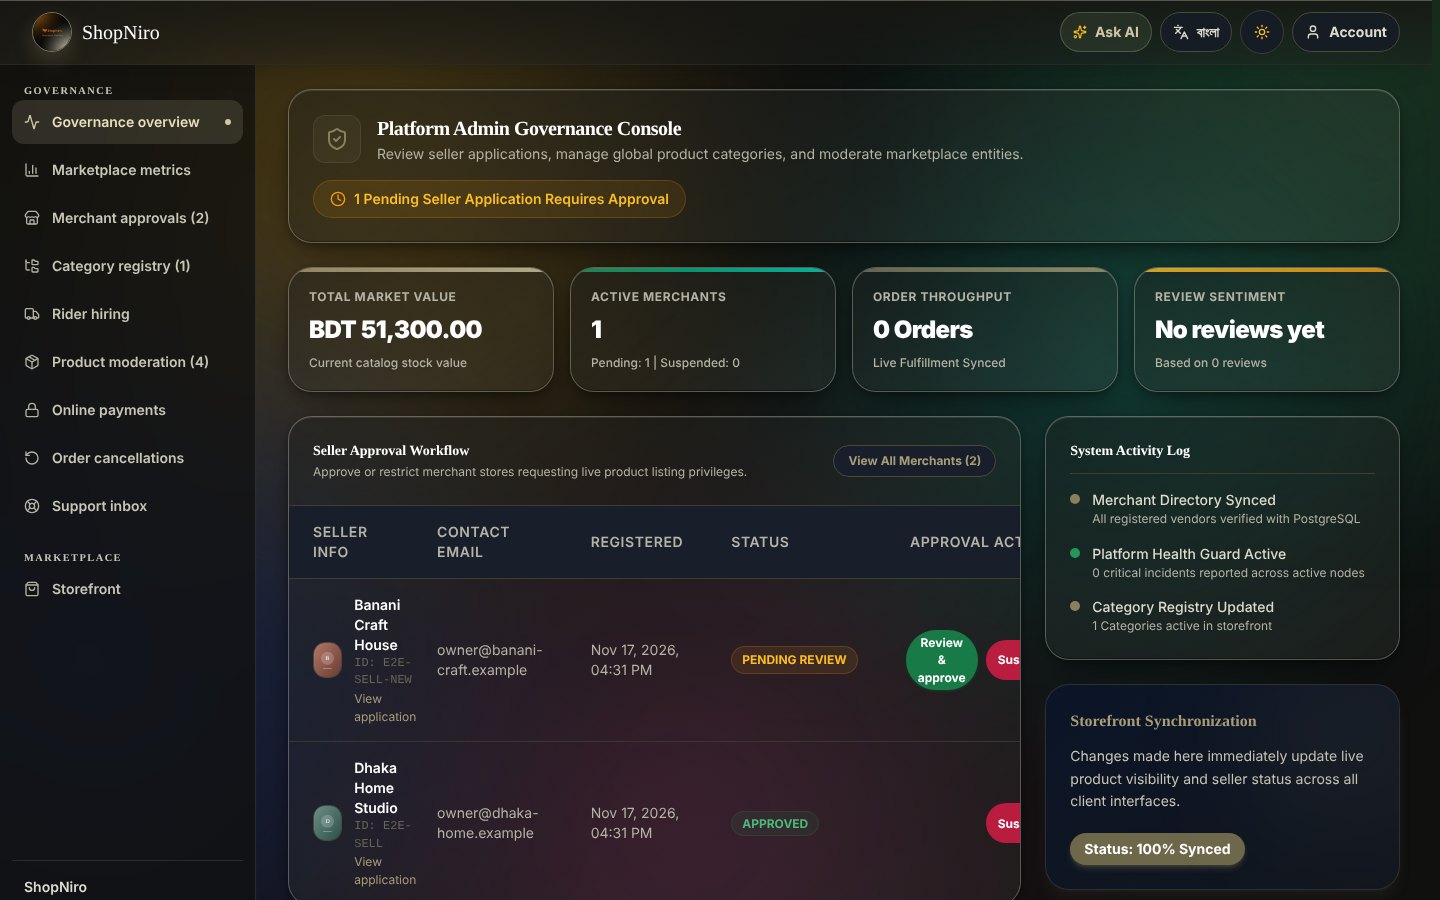 ShopNiro
Ask AI
বাংলা
Account
GOVERNANCE
Governance overview
Marketplace metrics
Merchant approvals (2)
Category registry (1)
Rider hiring
Product moderation (4)
Online payments
Order cancellations
Support inbox
MARKETPLACE
Storefront
ShopNiro
Platform Admin Governance Console
Review seller applications, manage global product categories, and moderate marketplace entities.
1 Pending Seller Application Requires Approval
TOTAL MARKET VALUE
BDT 51,300.00
Current catalog stock value
ACTIVE MERCHANTS
1
Pending: 1 | Suspended: 0
ORDER THROUGHPUT
0 Orders
Live Fulfillment Synced
REVIEW SENTIMENT
No reviews yet
Based on 0 reviews
Seller Approval Workflow
Approve or restrict merchant stores requesting live product listing privileges.
View All Merchants (2)
SELLER
INFO
CONTACT
EMAIL
REGISTERED
STATUS
APPROVAL ACT
Banani
Craft
House
ID: E2E-
SELL-NEW
View
application
owner@banani-
craft.example
Nov 17, 2026,
04:31 PM
PENDING REVIEW
Review
&
approve
Sus
Dhaka
Home
Studio
ID: E2E-
SELL
View
application
owner@dhaka-
home.example
Nov 17, 2026,
04:31 PM
APPROVED
Sus
System Activity Log
Merchant Directory Synced
All registered vendors verified with PostgreSQL
Platform Health Guard Active
0 critical incidents reported across active nodes
Category Registry Updated
1 Categories active in storefront
Storefront Synchronization
Changes made here immediately update live
product visibility and seller status across all
client interfaces.
Status: 100% Synced